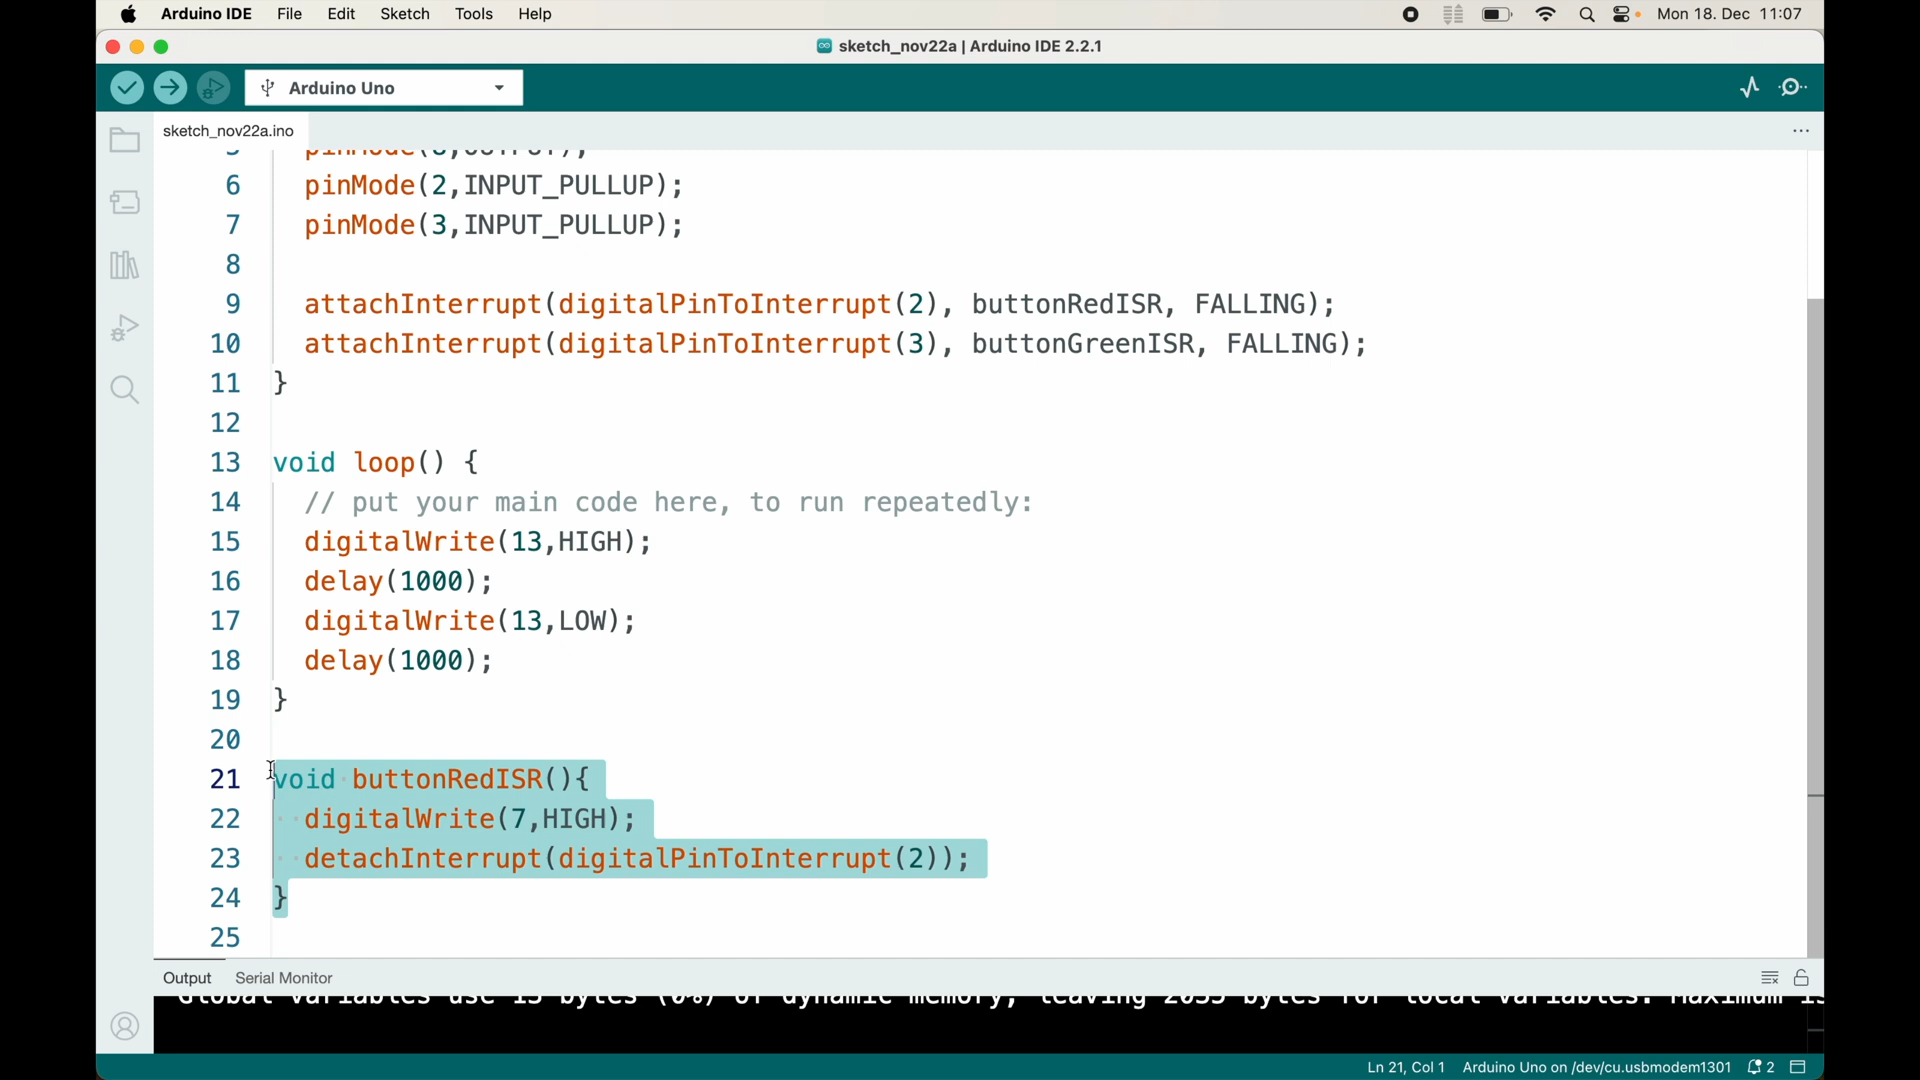 Arduino IDE File Edit Sketch Tools Help Mon 18. Dec 11:07
sketch_nov22a | Arduino IDE 2.2.1
Arduino Uno
sketch_nov22a.ino
6 pinMode(2,INPUT_PULLUP);
7 pinMode(3,INPUT_PULLUP);
8
9 attachInterrupt(digitalPinToInterrupt(2), buttonRedISR, FALLING);
10 attachInterrupt(digitalPinToInterrupt(3), buttonGreenISR, FALLING);
11 }
12
13 void loop() {
14 // put your main code here, to run repeatedly:
15 digitalWrite(13,HIGH);
16 delay(1000);
17 digitalWrite(13,LOW);
18 delay(1000);
19 }
20
21 void buttonRedISR(){
22 digitalWrite(7,HIGH);
23 detachInterrupt(digitalPinToInterrupt(2));
24 }
25
Output Serial Monitor
Global variables use 13 bytes (0%) of dynamic memory, leaving 2035 bytes for local variables. Maximum is
Ln 21, Col 1 Arduino Uno on /dev/cu.usbmodem1301 2